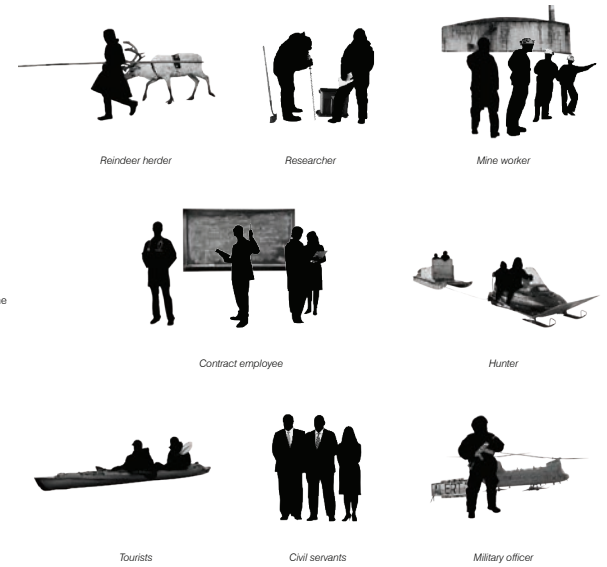 Reindeer herder
Researcher
Mine worker
Contract employee
Hunter
Tourists
Civil servants
Military officer